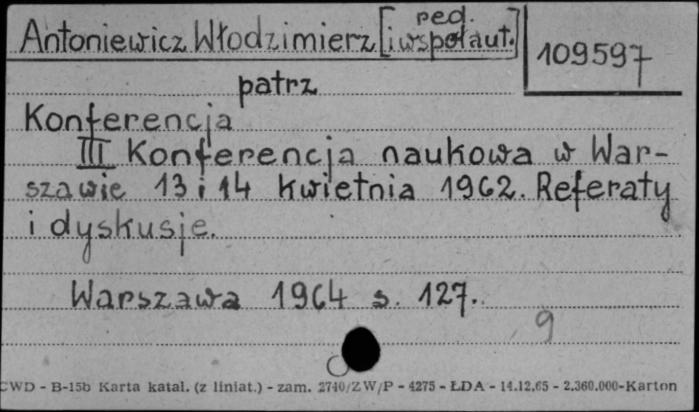 Antoniewicz Włodzimierz [red. i współaut.]
109597
patrz
Konferencja
III Konferencja naukowa w War-
szawie 13 i 14 kwietnia 1962. Referaty
i dyskusje.
Warszawa 1964 s. 127.
9
CWD - B-15b Karta katal. (z liniat.) - zam. 2740/ZW/P - 4275 - ŁDA - 14.12.65 - 2.360.000-Karton